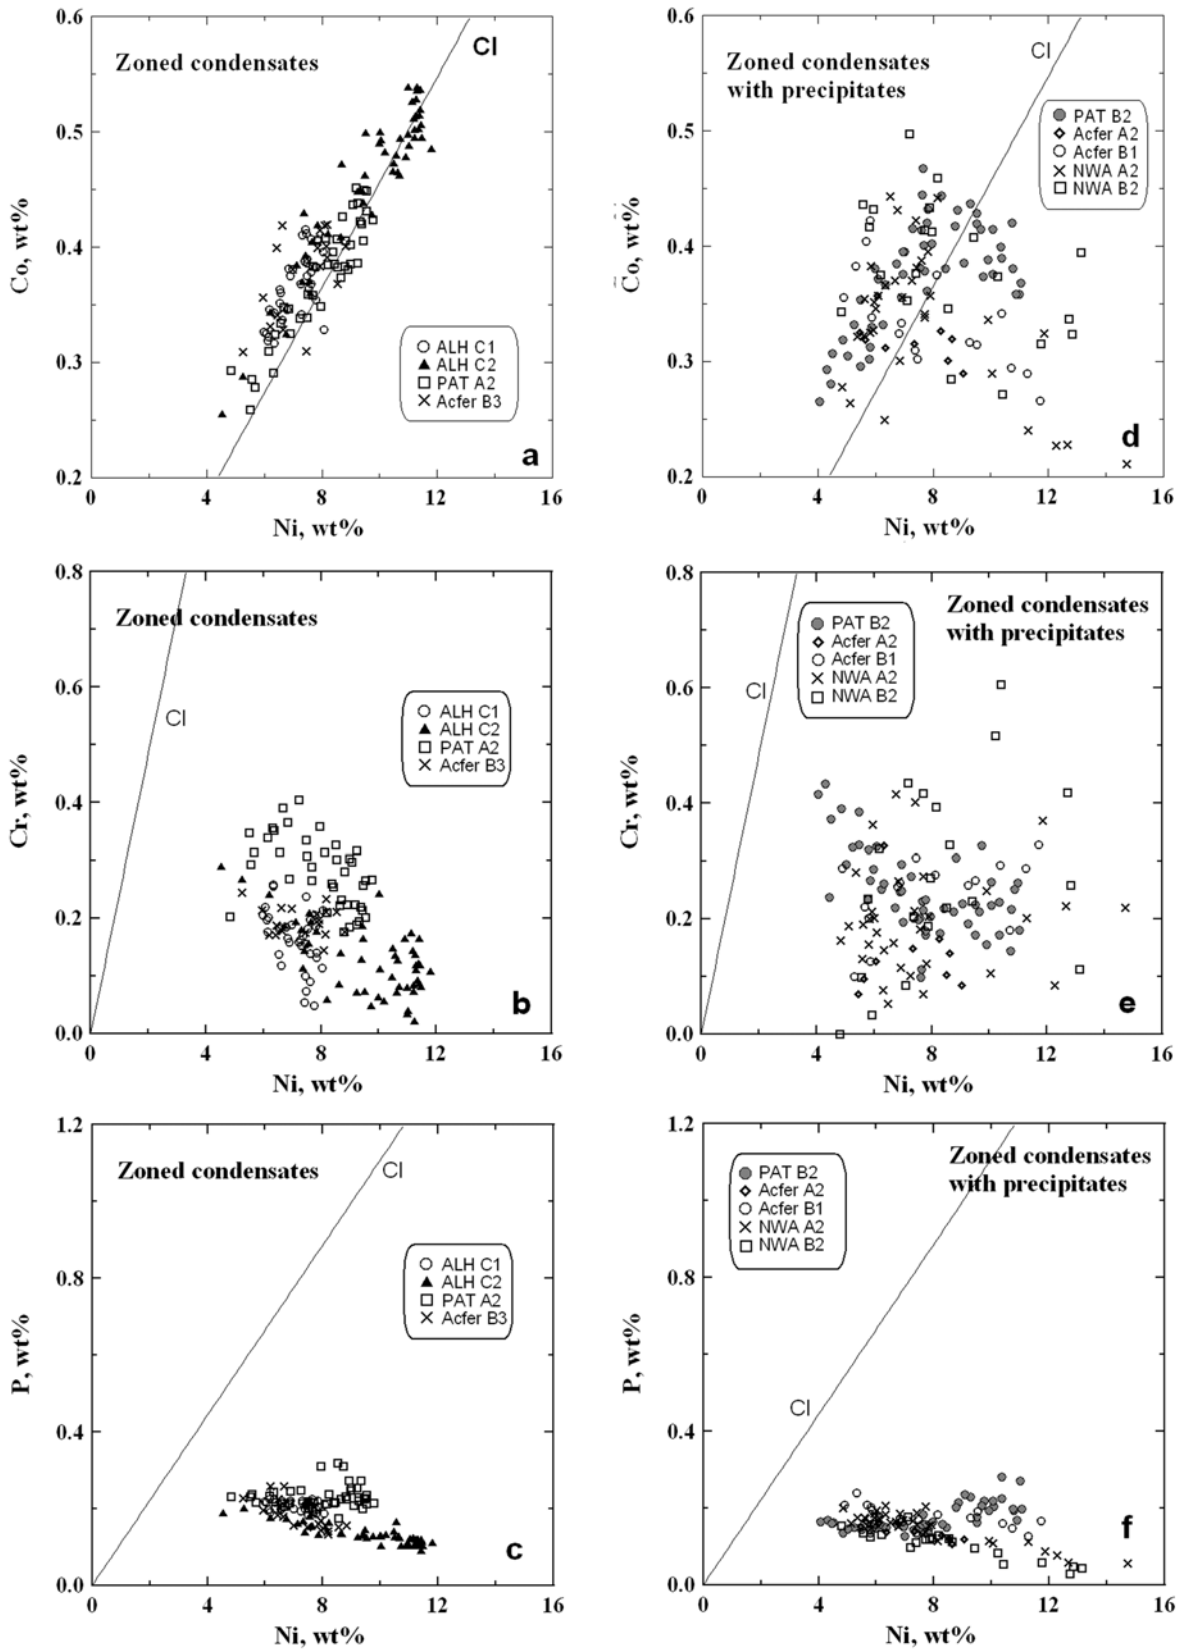 0.6
0.5
0.4
0.3
0.2
Co, wt%
Zoned condensates
CI
ALH C1
ALH C2
PAT A2
Acfer B3
a
0
4
8
12
16
Ni, wt%
0.6
0.5
0.4
0.3
0.2
Co, wt%
Zoned condensates
with precipitates
CI
PAT B2
Acfer A2
Acfer B1
NWA A2
NWA B2
d
0
4
8
12
16
Ni, wt%
0.8
0.6
0.4
0.2
0.0
Cr, wt%
Zoned condensates
CI
ALH C1
ALH C2
PAT A2
Acfer B3
b
0
4
8
12
16
Ni, wt%
0.8
0.6
0.4
0.2
0.0
Cr, wt%
Zoned condensates
with precipitates
CI
PAT B2
Acfer A2
Acfer B1
NWA A2
NWA B2
e
0
4
8
12
16
Ni, wt%
1.2
0.8
0.4
0.0
P, wt%
Zoned condensates
CI
ALH C1
ALH C2
PAT A2
Acfer B3
c
0
4
8
12
16
Ni, wt%
1.2
0.8
0.4
0.0
P, wt%
Zoned condensates
with precipitates
PAT B2
Acfer A2
Acfer B1
NWA A2
NWA B2
CI
f
0
4
8
12
16
Ni, wt%